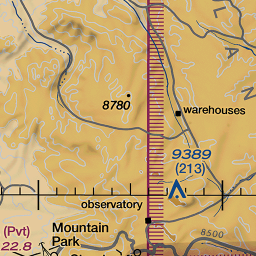 L
A
8780
warehouses
9389
(213)
observatory
(Pvt)
22.8
Mountain
Park
8500